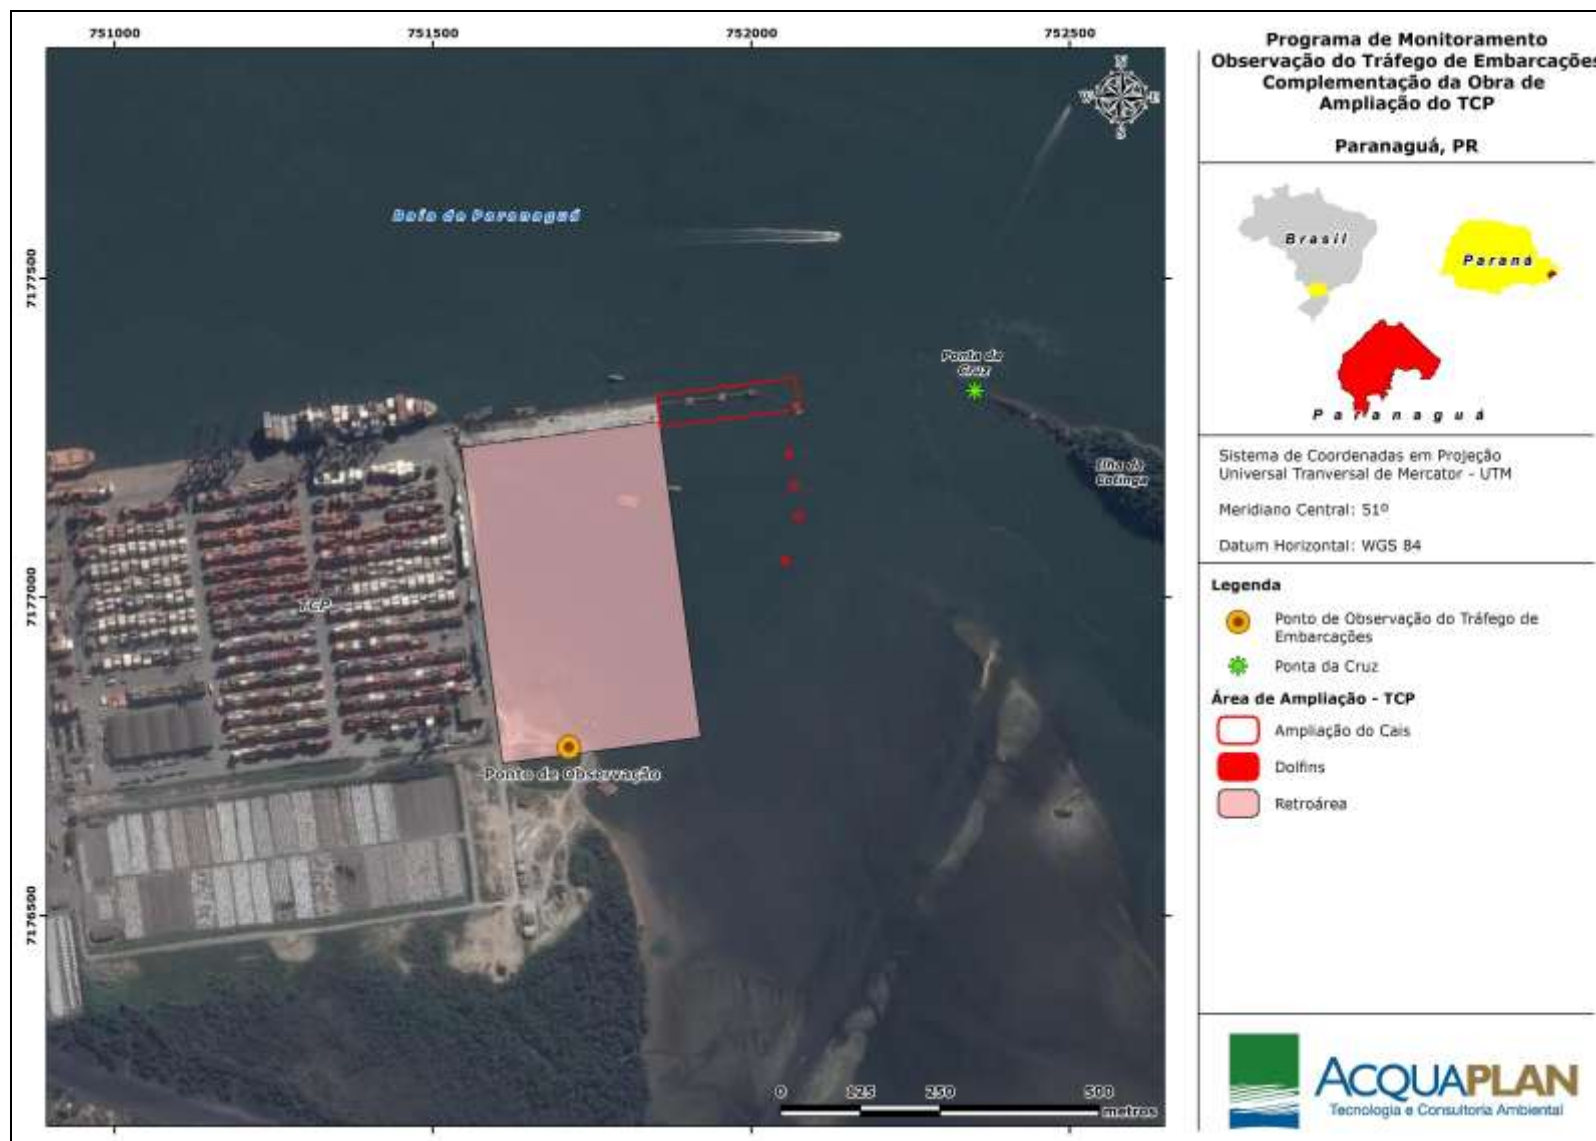 751000
751500
752000
752500
7177500
7177000
7176500
N
W
E
S
Baía de Paranaguá
Ponta da
Cruz
Ilha da
Cotinga
TCP
Ponto de Observação
0 125 250 500
metros
Programa de Monitoramento
Observação do Tráfego de Embarcações
Complementação da Obra de
Ampliação do TCP
Paranaguá, PR
Brasil
Paraná
Paranaguá
Sistema de Coordenadas em Projeção
Universal Tranversal de Mercator - UTM
Meridiano Central: 51º
Datum Horizontal: WGS 84
Legenda
Ponto de Observação do Tráfego de
Embarcações
Ponta da Cruz
Área de Ampliação - TCP
Ampliação do Cais
Dolfins
Retroárea
ACQUAPLAN
Tecnologia e Consultoria Ambiental